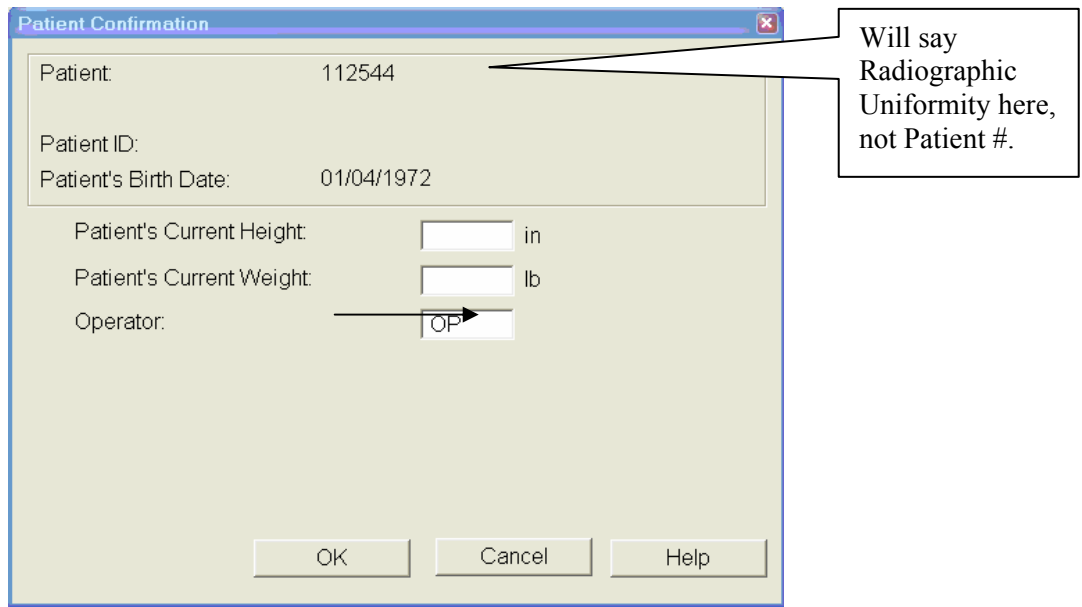 Patient Confirmation
Patient: 112544
Patient ID:
Patient's Birth Date: 01/04/1972
Patient's Current Height: in
Patient's Current Weight: lb
Operator: OP
OK Cancel Help
Will say
Radiographic
Uniformity here,
not Patient #.